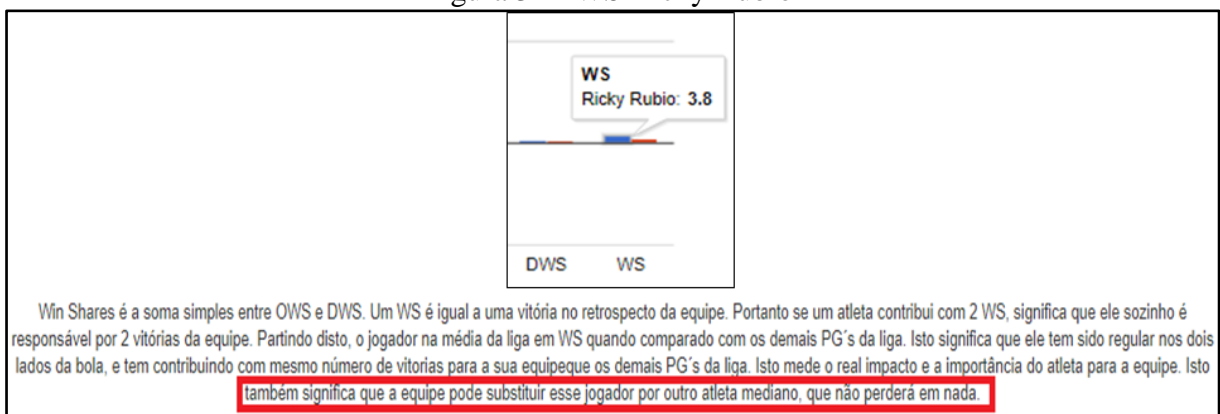 WS
Ricky Rubio: 3.8
DWS WS
Win Shares é a soma simples entre OWS e DWS. Um WS é igual a uma vitória no retrospecto da equipe. Portanto se um atleta contribui com 2 WS, significa que ele sozinho é
responsável por 2 vitórias da equipe. Partindo disto, o jogador na média da liga em WS quando comparado com os demais PG´s da liga. Isto significa que ele tem sido regular nos dois
lados da bola, e tem contribuindo com mesmo número de vitorias para a sua equipeque os demais PG´s da liga. Isto mede o real impacto e a importância do atleta para a equipe. Isto
também significa que a equipe pode substituir esse jogador por outro atleta mediano, que não perderá em nada.